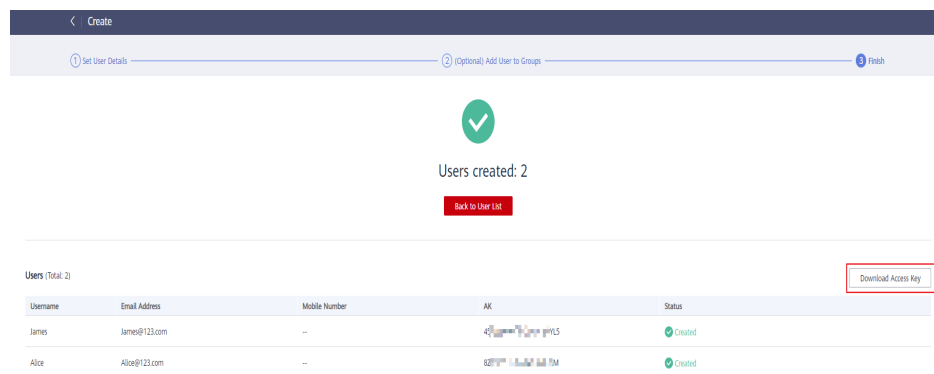 Create
1 Set User Details 2 (Optional) Add User to Groups 3 Finish
Users created: 2
Back to User List
Users (Total: 2)
Download Access Key
Username Email Address Mobile Number AK Status
James James@123.com -- Created
Alice Alice@123.com -- Created